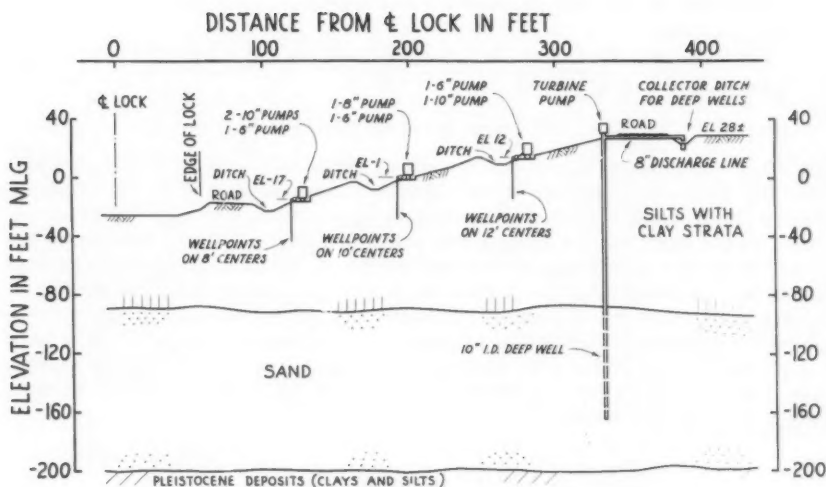 DISTANCE FROM ℄ LOCK IN FEET
0 100 200 300 400
40
0
-40
-80
-120
-160
-200
ELEVATION IN FEET MLG
℄ LOCK
EDGE OF LOCK
2-10" PUMPS
1-6" PUMP
1-8" PUMP
1-6" PUMP
1-6" PUMP
1-10" PUMP
TURBINE
PUMP
COLLECTOR DITCH
FOR DEEP WELLS
DITCH
ROAD
EL-17
DITCH
EL-1
DITCH
EL 12
ROAD
EL 28±
8" DISCHARGE LINE
WELLPOINTS
ON 8' CENTERS
WELLPOINTS
ON 10' CENTERS
WELLPOINTS
ON 12' CENTERS
SILTS WITH
CLAY STRATA
SAND
10" I.D. DEEP WELL
PLEISTOCENE DEPOSITS (CLAYS AND SILTS)
40
0
-40
-80
-120
-160
-200